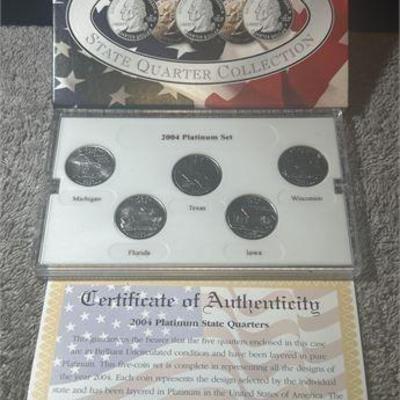 State Quarter Collection
2004 Platinum Set
Michigan
Texas
Wisconsin
Florida
Iowa
Certificate of Authenticity
2004 Platinum State Quarters
This guarantees the bearer that the five quarters enclosed in this case
are in Brilliant Uncirculated condition and have been layered in pure
Platinum. This five-coin set is complete in representing all the designs of
the year 2004. Each coin represents the design selected by the individual
state and has been layered in Platinum in the United States of America. The